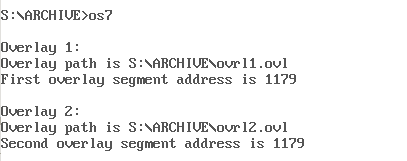 S:\ARCHIVE>os7
Overlay 1:
Overlay path is S:\ARCHIVE\ovrl1.ovl
First overlay segment address is 1179
Overlay 2:
Overlay path is S:\ARCHIVE\ovrl2.ovl
Second overlay segment address is 1179